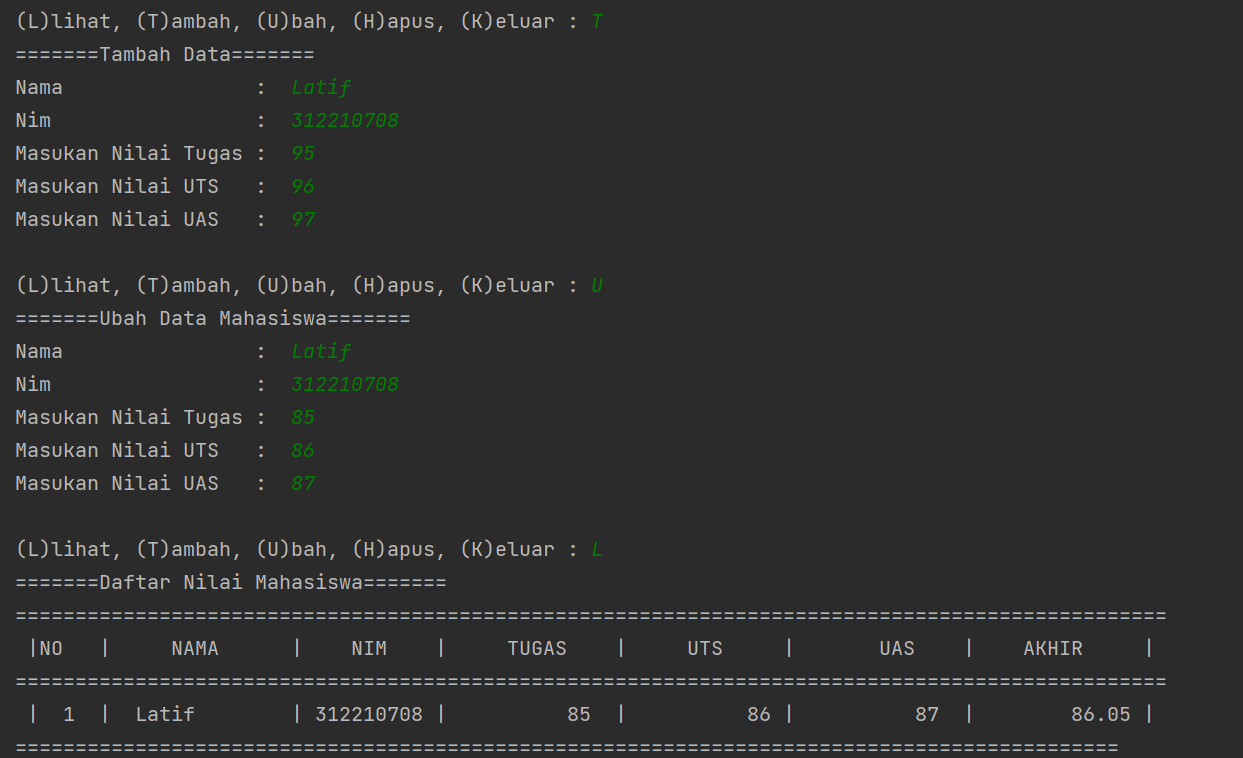 (L)lihat, (T)ambah, (U)bah, (H)apus, (K)eluar : T
=======Tambah Data=======
Nama                :  Latif
Nim                 :  312210708
Masukan Nilai Tugas :  95
Masukan Nilai UTS   :  96
Masukan Nilai UAS   :  97

(L)lihat, (T)ambah, (U)bah, (H)apus, (K)eluar : U
=======Ubah Data Mahasiswa=======
Nama                :  Latif
Nim                 :  312210708
Masukan Nilai Tugas :  85
Masukan Nilai UTS   :  86
Masukan Nilai UAS   :  87

(L)lihat, (T)ambah, (U)bah, (H)apus, (K)eluar : L
=======Daftar Nilai Mahasiswa=======
================================================================================================
 |NO   |     NAMA      |    NIM    |     TUGAS    |     UTS     |       UAS    |    AKHIR     |
================================================================================================
 |  1  |  Latif        | 312210708 |          85  |          86 |          87  |        86.05 |
============================================================================================